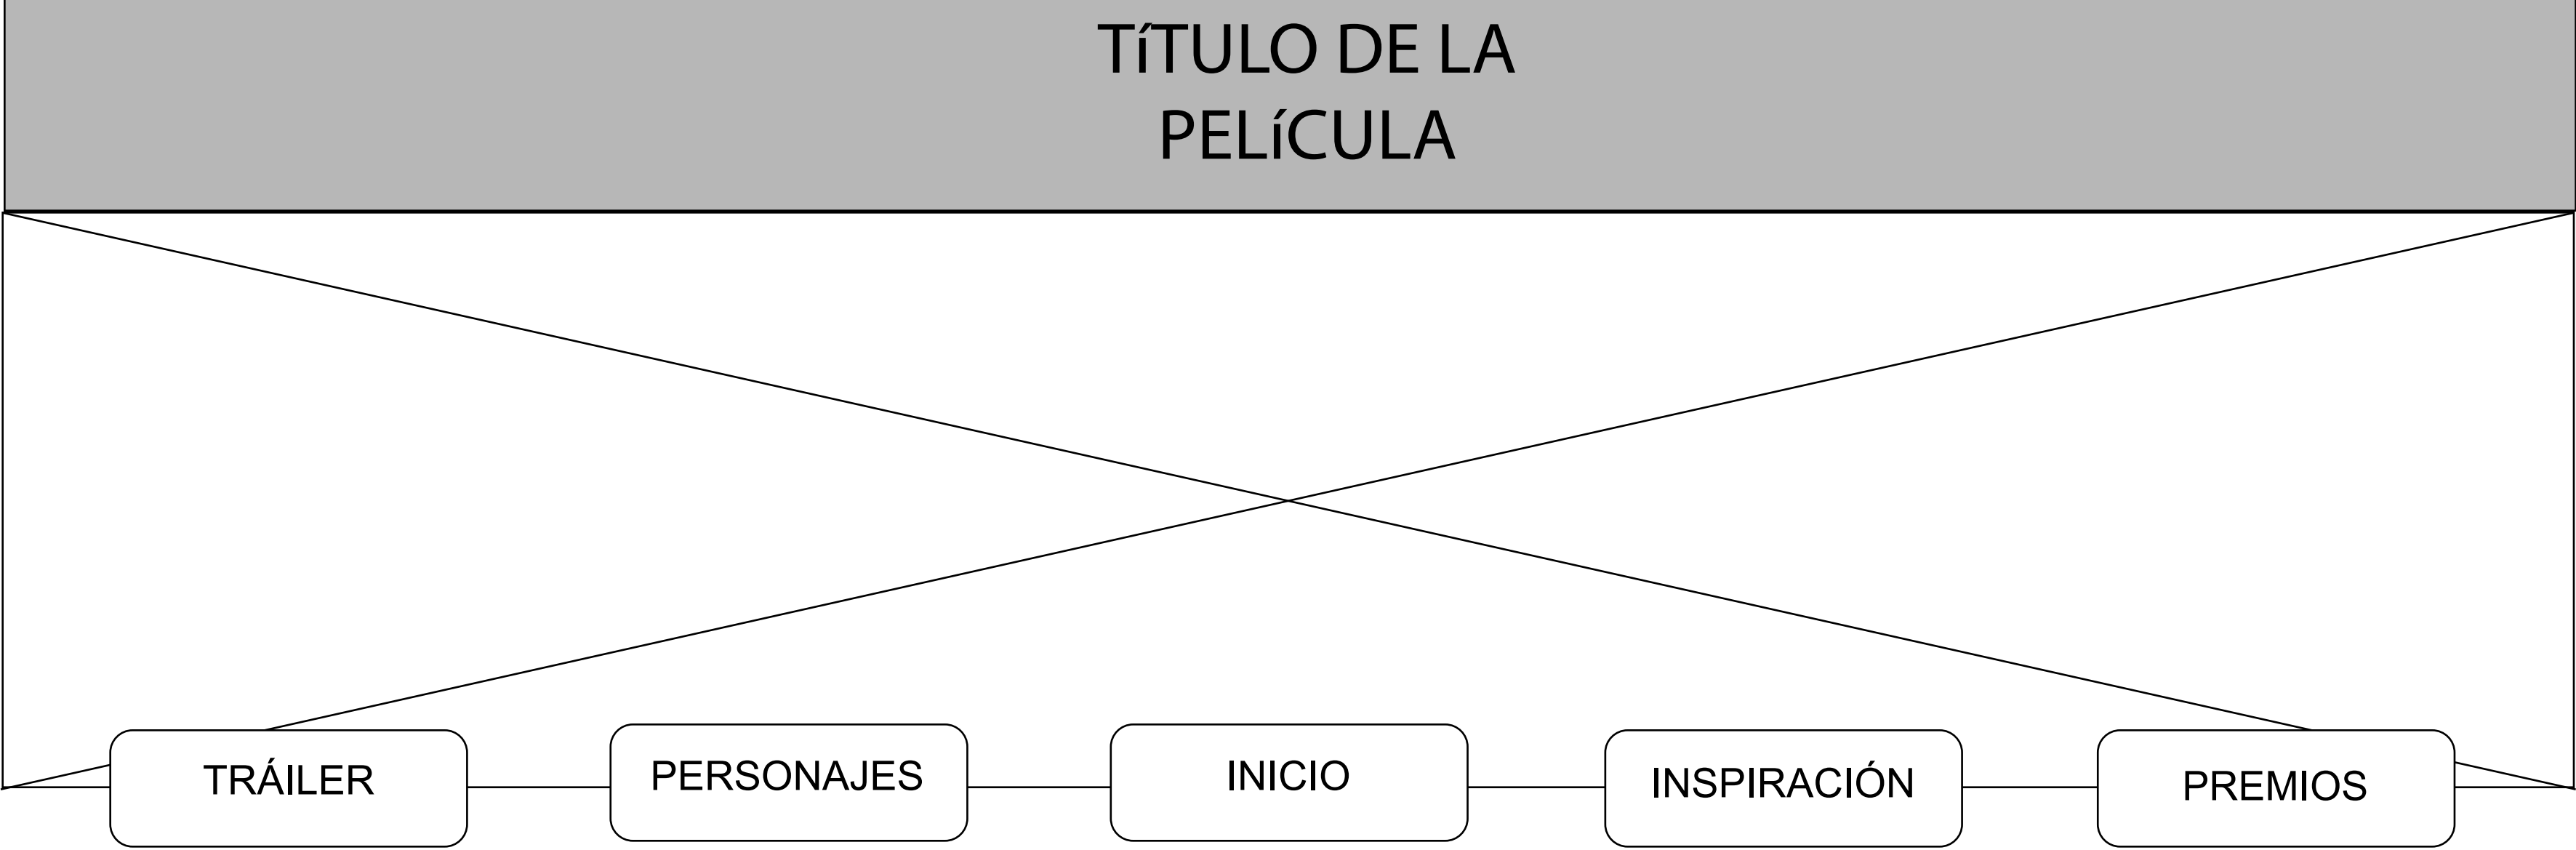 TíTULO DE LA
PELíCULA
TRÁILER
PERSONAJES
INICIO
INSPIRACIÓN
PREMIOS